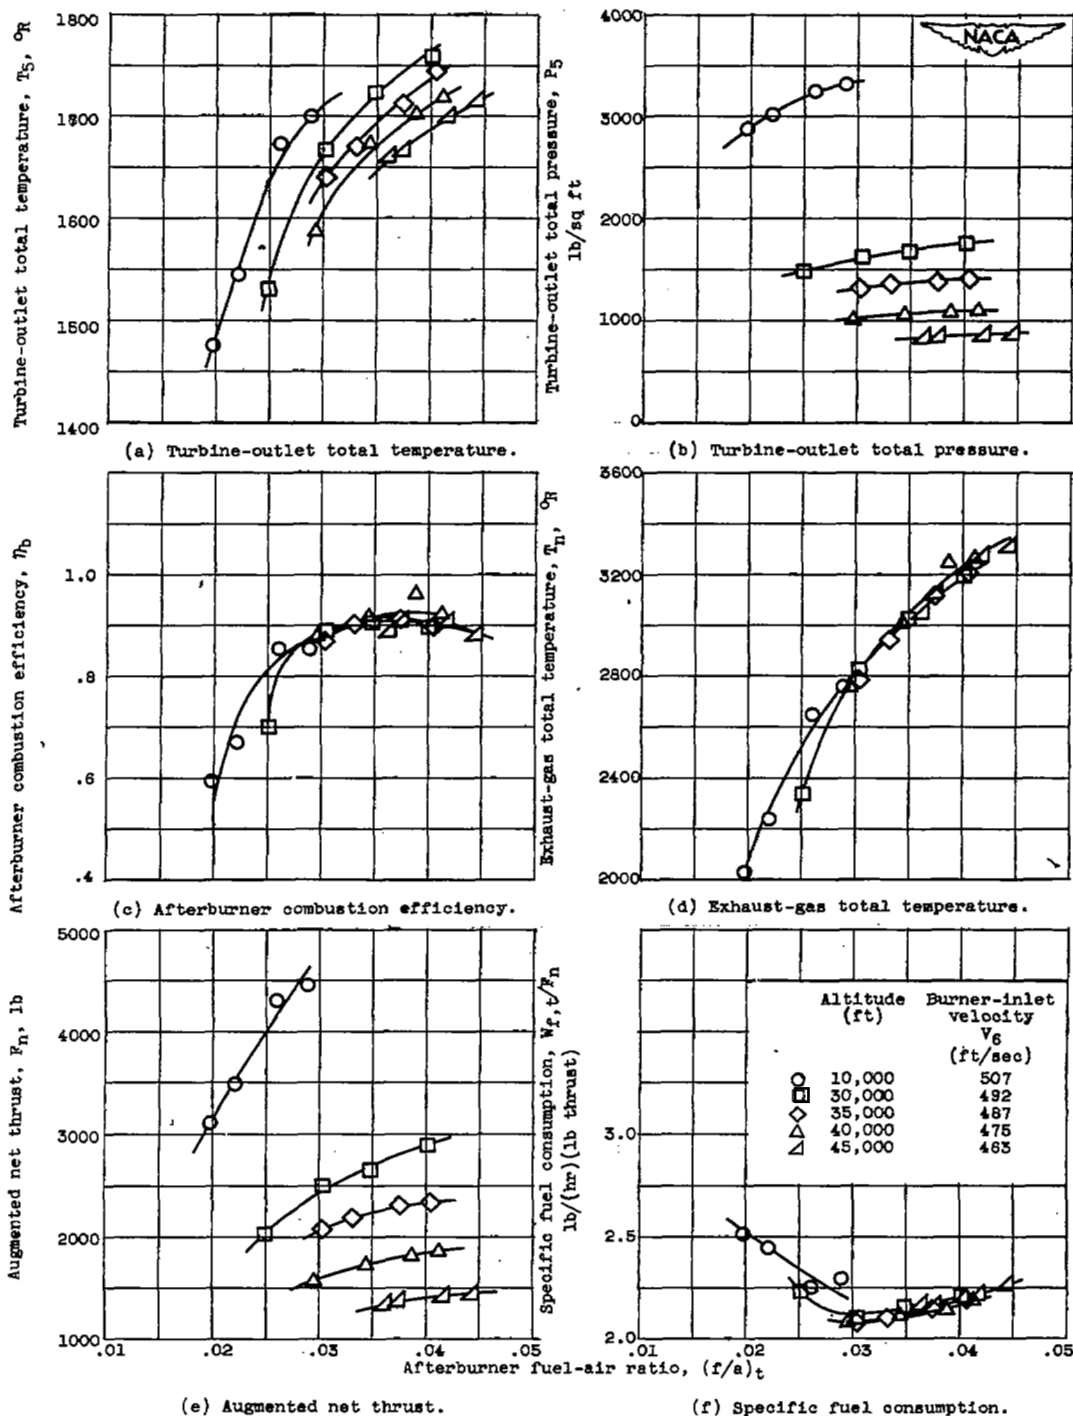 NACA
Turbine-outlet total temperature, T5, °R
1800
1700
1600
1500
1400
(a) Turbine-outlet total temperature.
Turbine-outlet total pressure, P5
lb/sq ft
4000
3000
2000
1000
0
(b) Turbine-outlet total pressure.
Afterburner combustion efficiency, ηb
1.0
.8
.6
.4
(c) Afterburner combustion efficiency.
Exhaust-gas total temperature, Tn, °R
3600
3200
2800
2400
2000
(d) Exhaust-gas total temperature.
Augmented net thrust, Fn, lb
5000
4000
3000
2000
1000
.01 .02 .03 .04 .05
Specific fuel consumption, Wf,t/Fn
lb/(hr)(lb thrust)
3.0
2.5
2.0
.01 .02 .03 .04 .05
Altitude Burner-inlet
(ft) velocity
V6
(ft/sec)
10,000 507
30,000 492
35,000 487
40,000 475
45,000 463
Afterburner fuel-air ratio, (f/a)t
(e) Augmented net thrust.
(f) Specific fuel consumption.